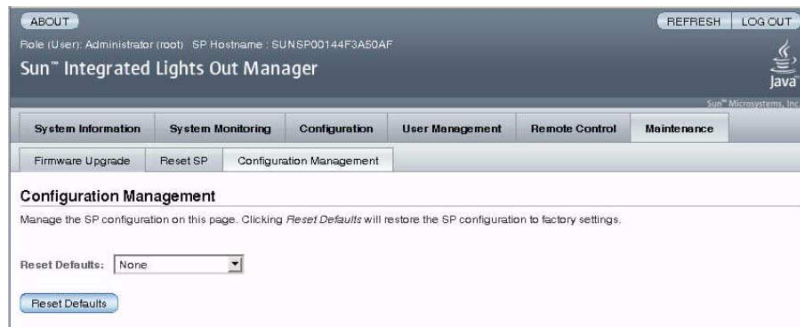 ABOUT REFRESH LOG OUT
Role (User): Administrator (root) SP Hostname : SUNSP00144F3A50AF
Sun™ Integrated Lights Out Manager
Java
Sun™ Microsystems, Inc
System Information System Monitoring Configuration User Management Remote Control Maintenance
Firmware Upgrade Reset SP Configuration Management
Configuration Management
Manage the SP configuration on this page. Clicking Reset Defaults will restore the SP configuration to factory settings.
Reset Defaults: None
Reset Defaults